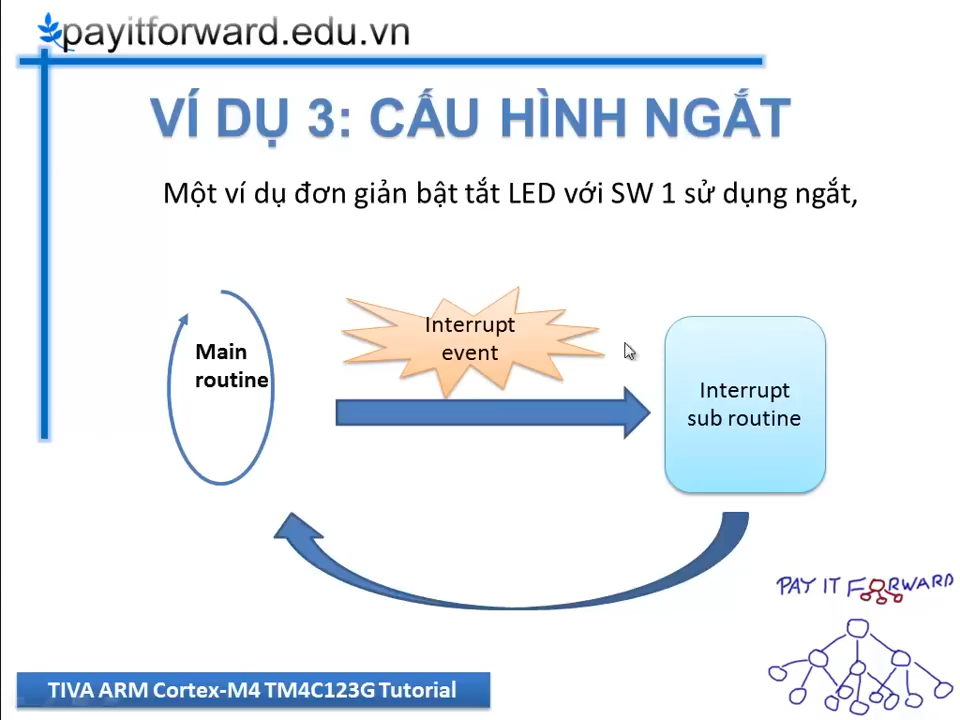 payitforward.edu.vn
VÍ DỤ 3: CẤU HÌNH NGẮT
Một ví dụ đơn giản bật tắt LED với SW 1 sử dụng ngắt,
Interrupt
event
Main
routine
Interrupt
sub routine
PAY IT FORWARD
TIVA ARM Cortex-M4 TM4C123G Tutorial